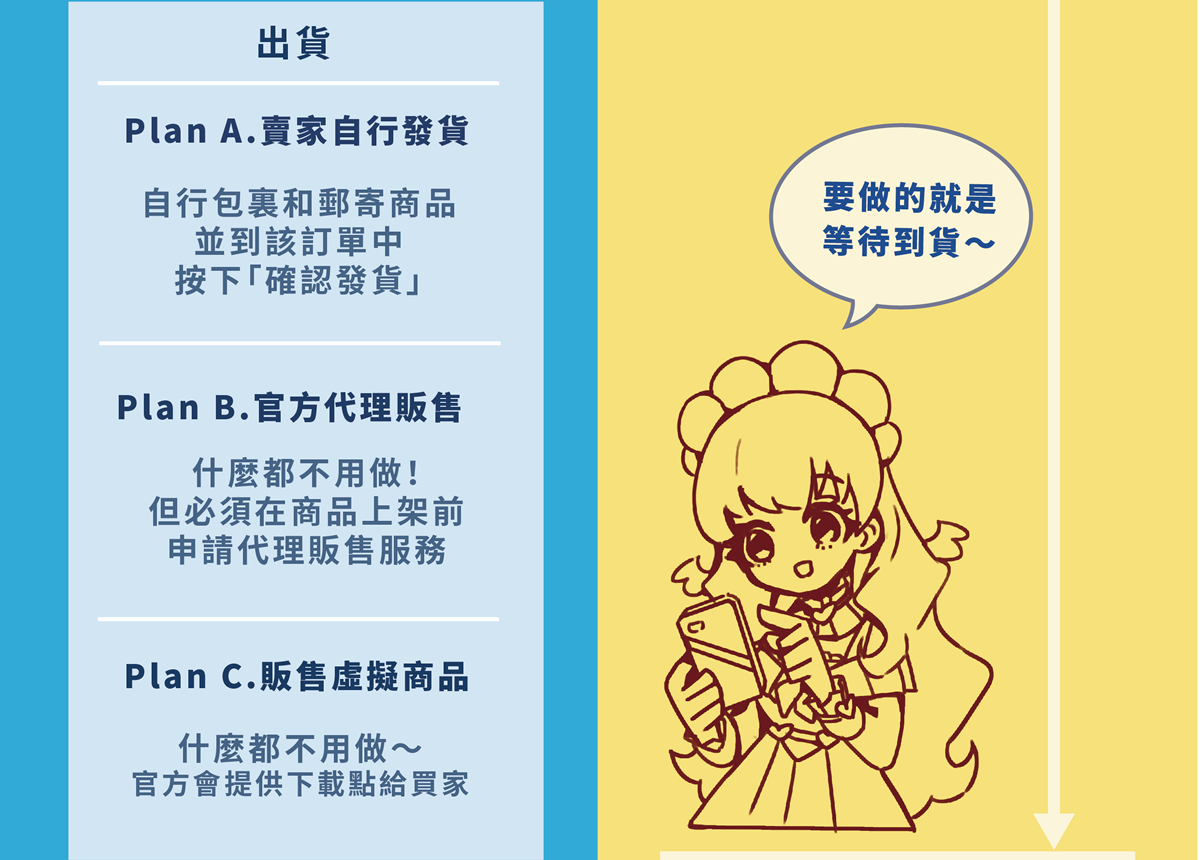 出貨
Plan A.賣家自行發貨
自行包裹和郵寄商品
並到該訂單中
按下「確認發貨」
Plan B.官方代理販售
什麼都不用做！
但必須在商品上架前
申請代理販售服務
Plan C.販售虛擬商品
什麼都不用做～
官方會提供下載點給買家
要做的就是
等待到貨～